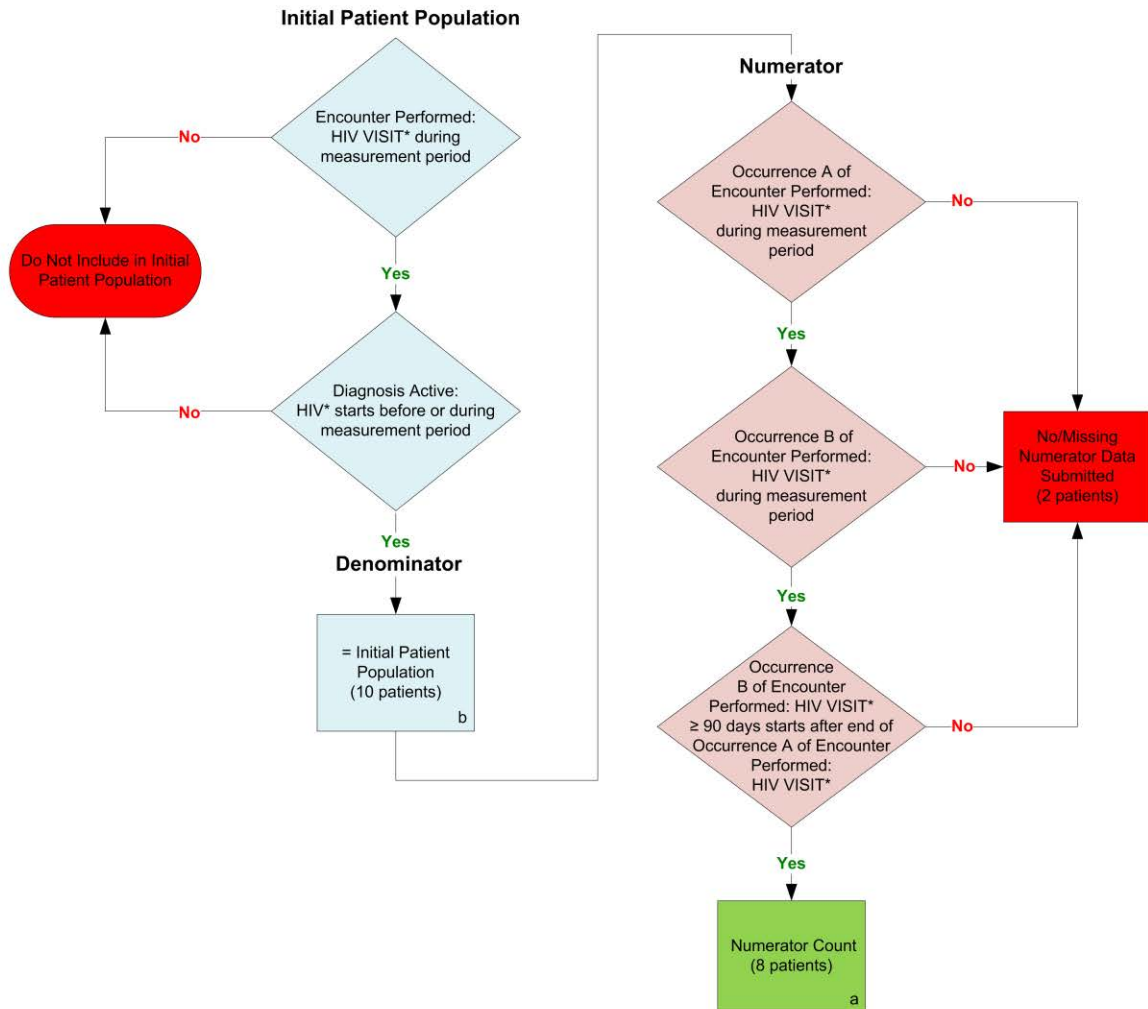 Initial Patient Population
Encounter Performed:
HIV VISIT* during
measurement period
No
Do Not Include in Initial
Patient Population
Yes
Diagnosis Active:
HIV* starts before or during
measurement period
No
Yes
Denominator
= Initial Patient
Population
(10 patients)
b
Numerator
Occurrence A of
Encounter Performed:
HIV VISIT*
during measurement
period
No
Yes
Occurrence B of
Encounter Performed:
HIV VISIT*
during measurement
period
No
No/Missing
Numerator Data
Submitted
(2 patients)
Yes
Occurrence
B of Encounter
Performed: HIV VISIT*
≥ 90 days starts after end of
Occurrence A of Encounter
Performed:
HIV VISIT*
No
Yes
Numerator Count
(8 patients)
a